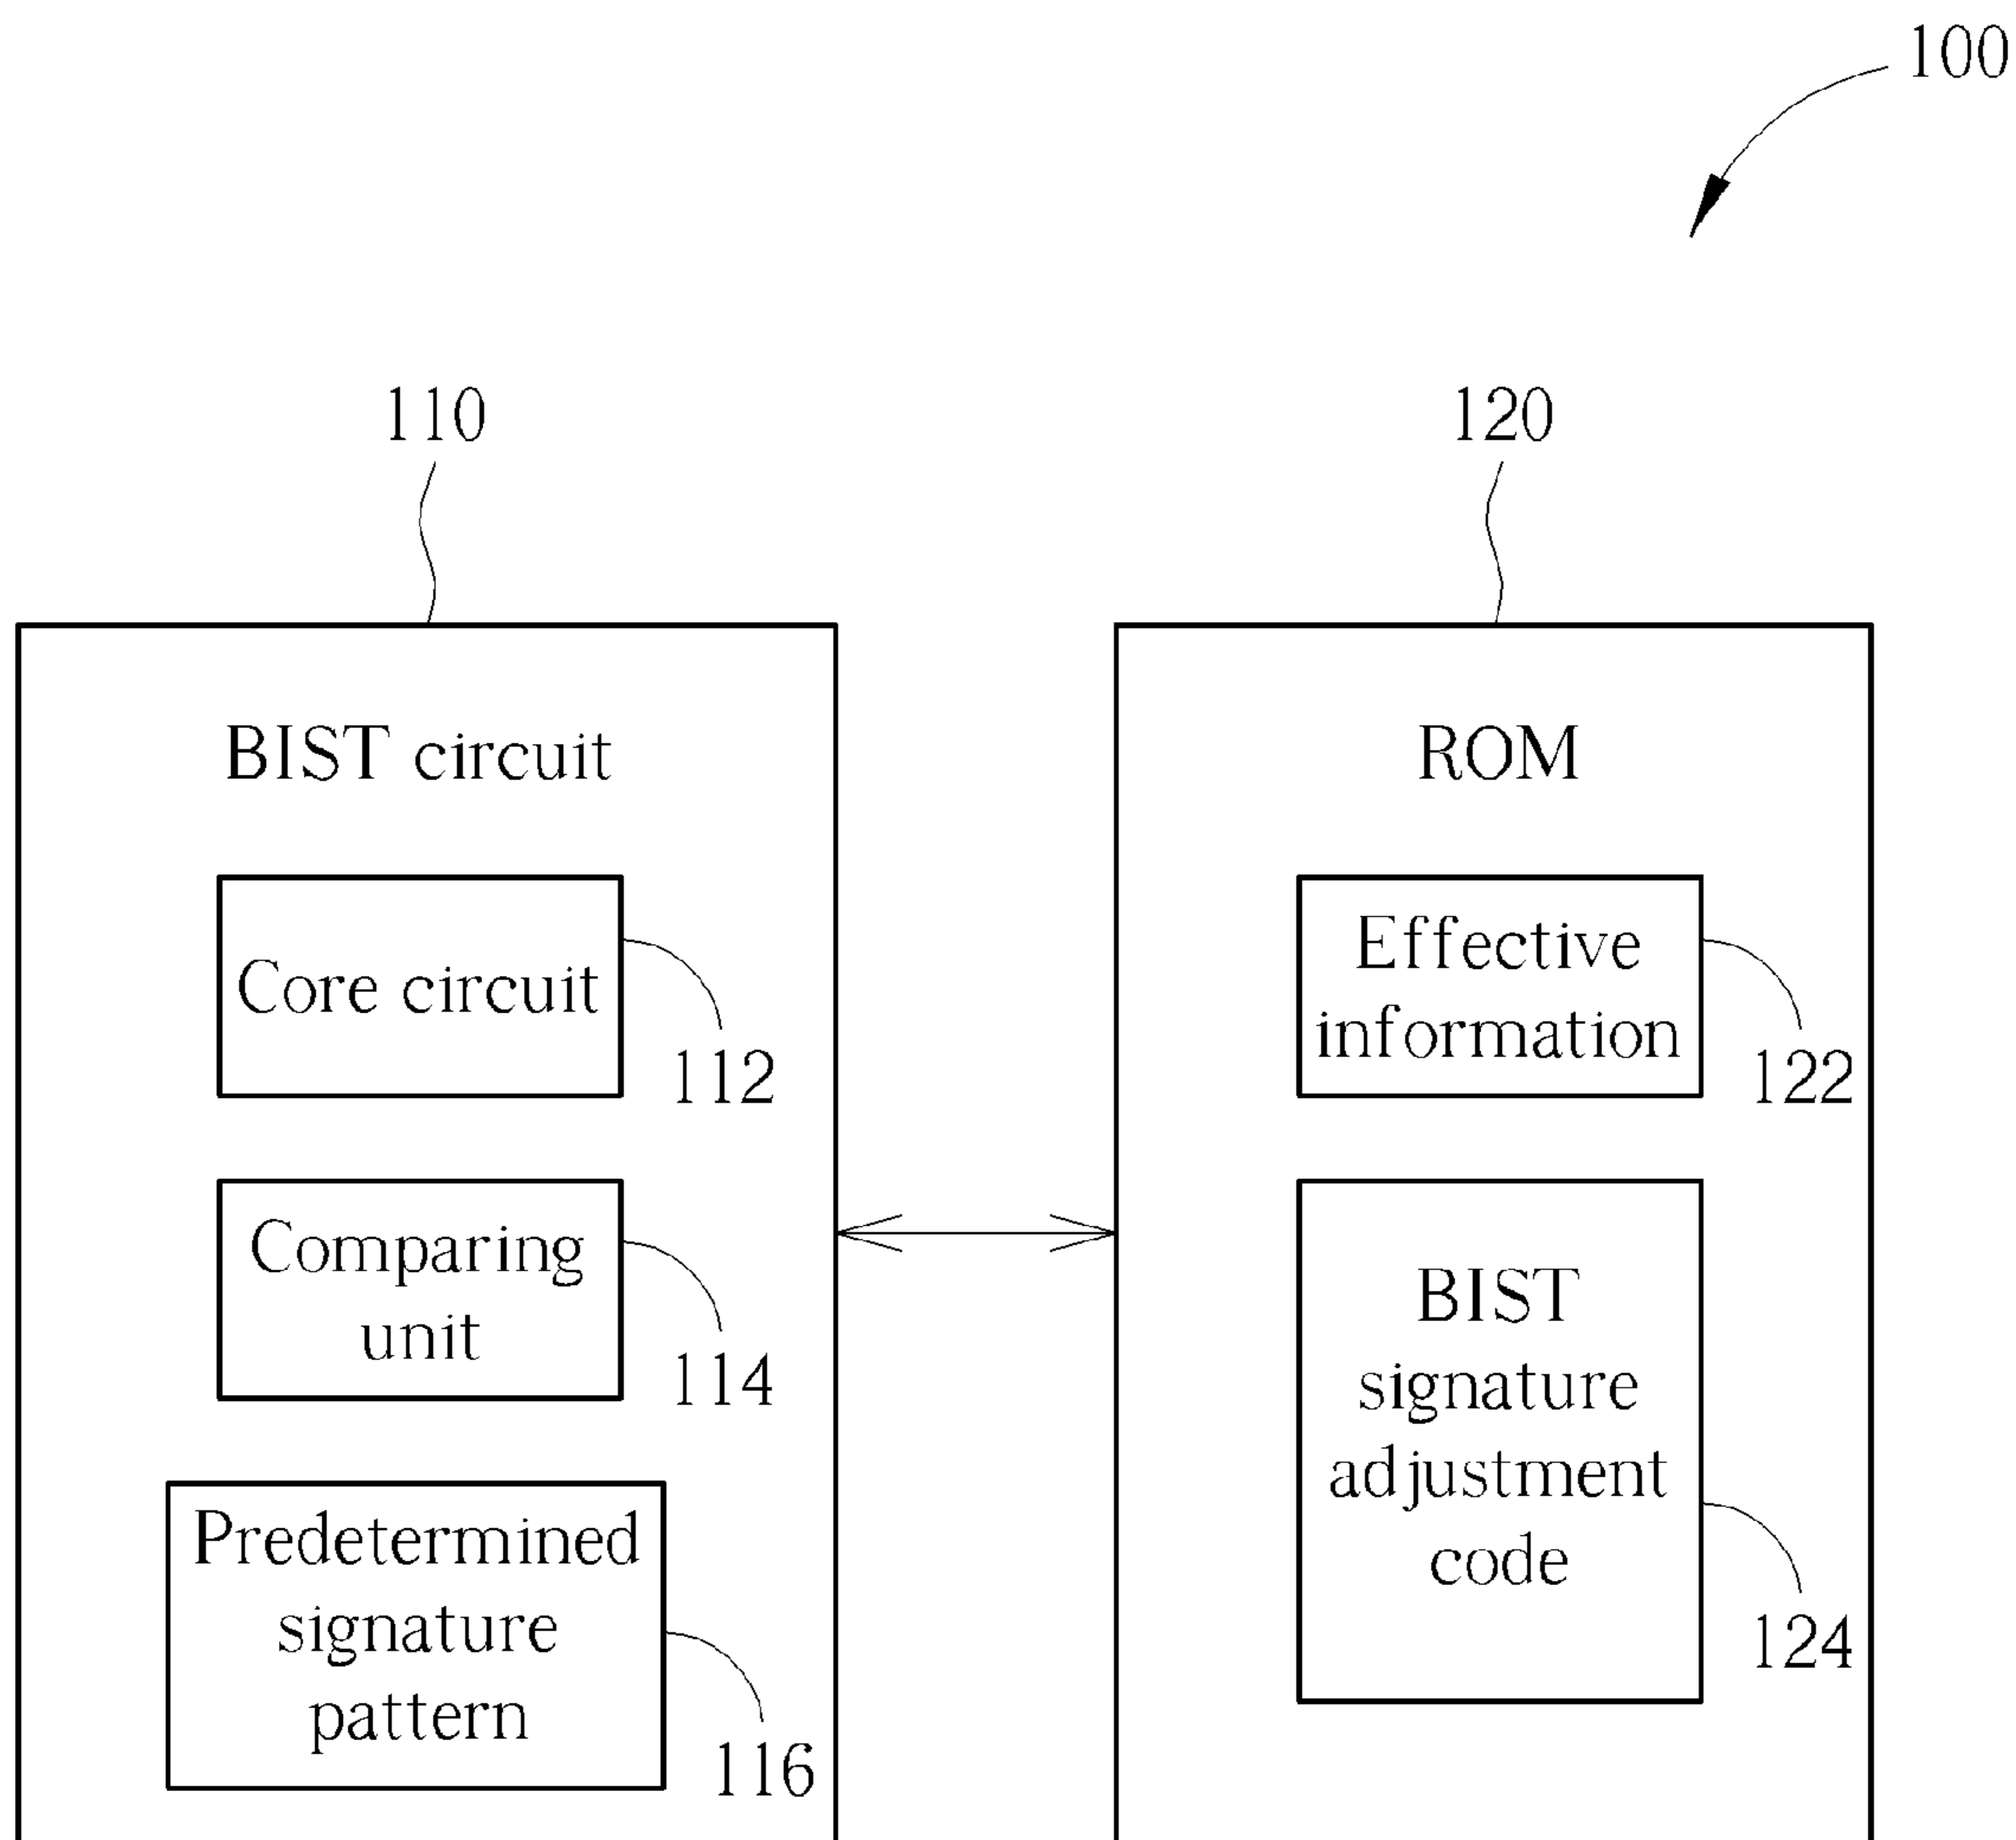 100
110
120
BIST circuit
ROM
Core circuit
112
Effective
information
122
Comparing
unit
114
BIST
signature
adjustment
code
124
Predetermined
signature
pattern
116